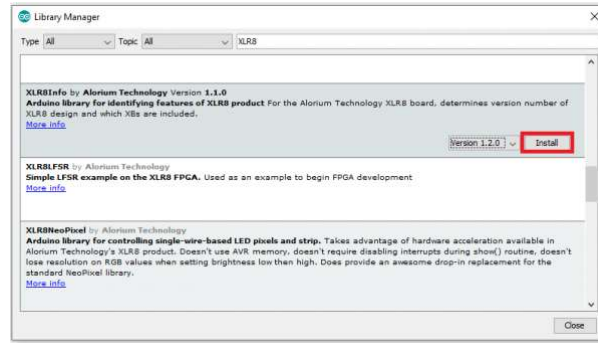 Library Manager
Type All Topic All XLR8
XLR8Info by Alorium Technology Version 1.1.0
Arduino library for identifying features of XLR8 product For the Alorium Technology XLR8 board, determines version number of
XLR8 design and which XBs are included.
More info
Version 1.2.0 Install
XLR8LFSR by Alorium Technology
Simple LFSR example on the XLR8 FPGA. Used as an example to begin FPGA development
More info
XLR8NeoPixel by Alorium Technology
Arduino library for controlling single-wire-based LED pixels and strip. Takes advantage of hardware acceleration available in
Alorium Technology's XLR8 product. Doesn't use AVR memory, doesn't require disabling interrupts during show() routine, doesn't
lose resolution on RGB values when setting brightness low then high. Does provide an awesome drop-in replacement for the
standard NeoPixel library.
More info
Close